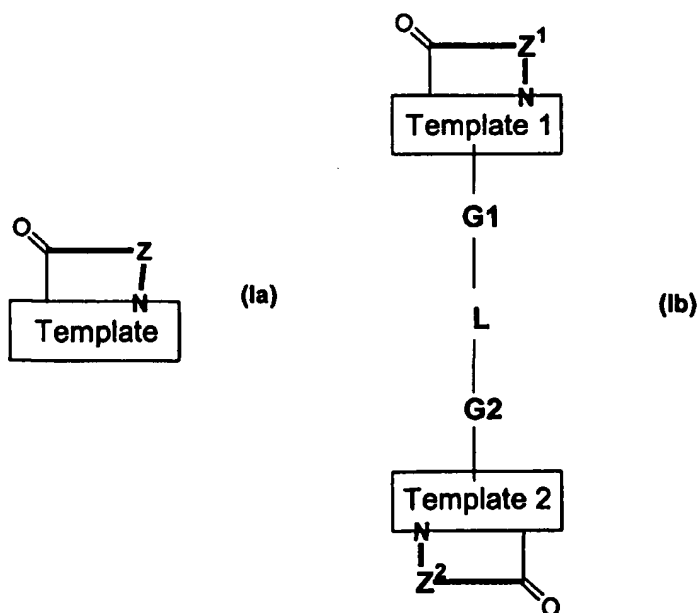 O Z¹
N
Template 1
G1
O Z
N
Template
(Ia)
L
(Ib)
G2
Template 2
N
Z²
O